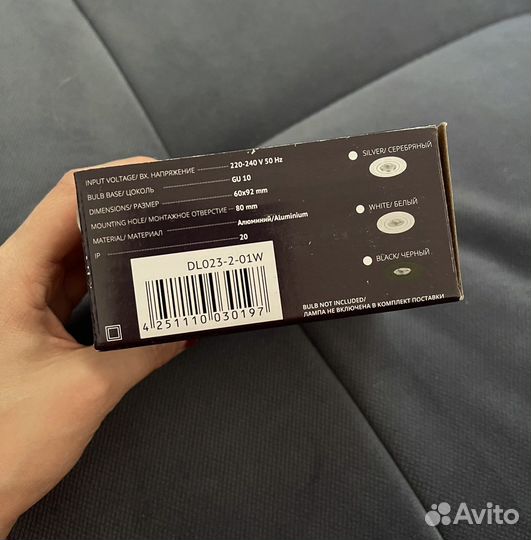 INPUT VOLTAGE/ ВХ. НАПРЯЖЕНИЕ 220-240 V 50 Hz
BULB BASE/ ЦОКОЛЬ GU 10
DIMENSIONS/ РАЗМЕР 60x92 mm
MOUNTING HOLE/ МОНТАЖНОЕ ОТВЕРСТИЕ 80 mm
MATERIAL/ МАТЕРИАЛ Алюминий/Aluminium
IP 20
DL023-2-01W
4 251110 030197
SILVER/ СЕРЕБРЯНЫЙ
WHITE/ БЕЛЫЙ
BLACK/ ЧЕРНЫЙ
BULB NOT INCLUDED/
ЛАМПА НЕ ВКЛЮЧЕНА В КОМПЛЕКТ ПОСТАВКИ
Avito